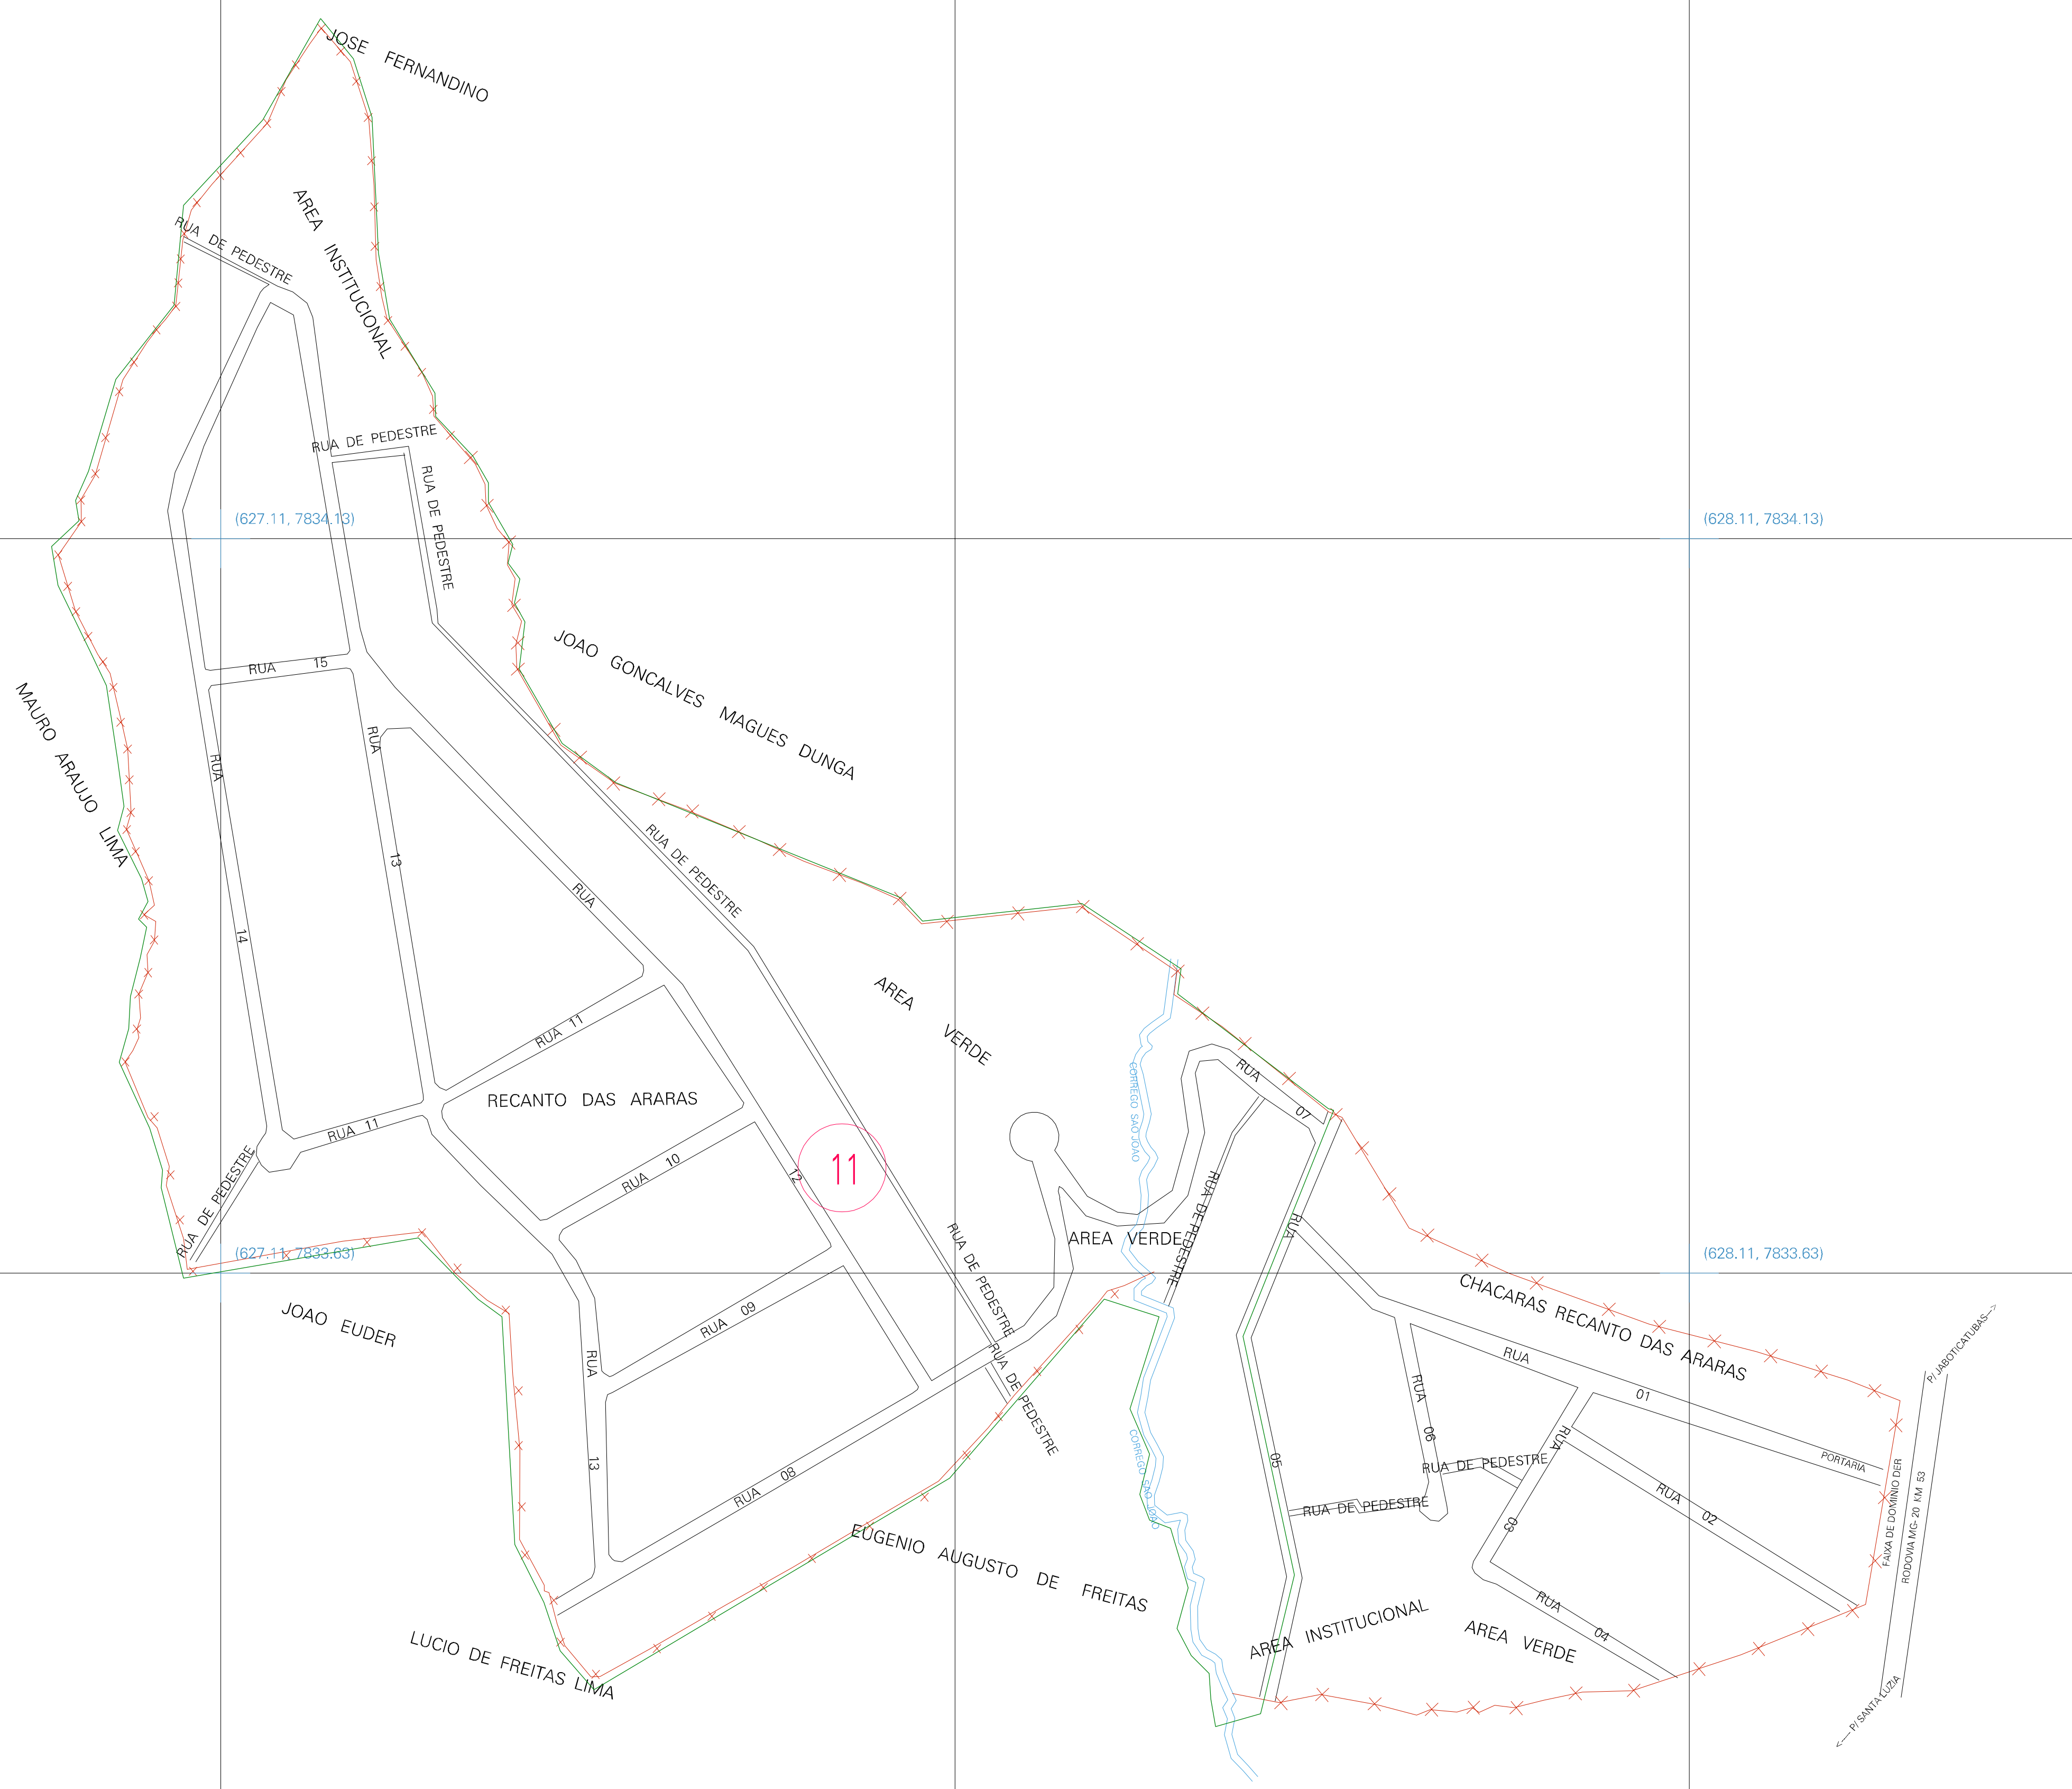 JOSE FERNANDINO
AREA INSTITUCIONAL
RUA DE PEDESTRE
RUA DE PEDESTRE
RUA DE PEDESTRE
(627.11, 7834.13)
(628.11, 7834.13)
JOAO GONCALVES MAGUES DUNGA
RUA 15
MAURO ARAUJO LIMA
RUA 14
RUA 13
RUA 12
RUA DE PEDESTRE
AREA VERDE
RUA 11
RECANTO DAS ARARAS
RUA 11
RUA 10
11
CORREGO SAO JOAO
RUA 07
RUA DE PEDESTRE
RUA DE PEDESTRE
RUA DE PEDESTRE
AREA VERDE
RUA 05
(627.11, 7833.63)
(628.11, 7833.63)
JOAO EUDER
CHACARAS RECANTO DAS ARARAS
RUA 09
RUA 13
RUA DE PEDESTRE
RUA 01
PORTARIA
P/ JABOTICATUBAS-->
RUA 06
RUA DE PEDESTRE
RUA DE PEDESTRE
RUA 03
RUA 02
FAIXA DE DOMINIO DER
RODOVIA MG- 20 KM 53
RUA 08
CORREGO SAO JOAO
EUGENIO AUGUSTO DE FREITAS
RUA 04
AREA INSTITUCIONAL
AREA VERDE
LUCIO DE FREITAS LIMA
<-— P/ SANTA LUZIA